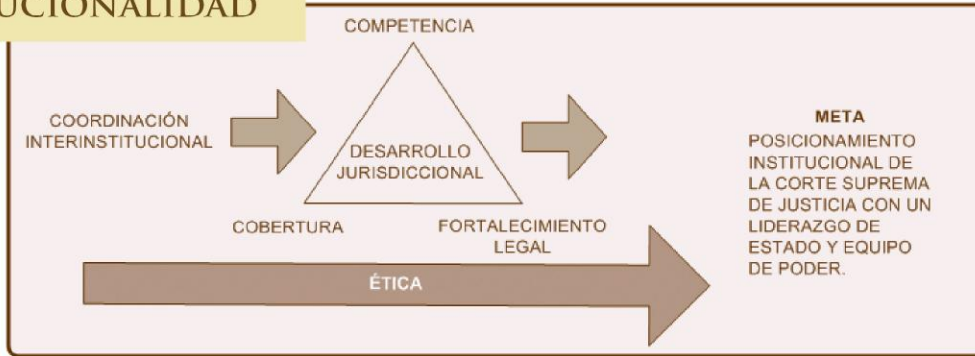 COMPETENCIA
COORDINACIÓN
INTERINSTITUCIONAL
DESARROLLO
JURISDICCIONAL
COBERTURA
FORTALECIMIENTO
LEGAL
ÉTICA
META
POSICIONAMIENTO
INSTITUCIONAL DE
LA CORTE SUPREMA
DE JUSTICIA CON UN
LIDERAZGO DE
ESTADO Y EQUIPO
DE PODER.